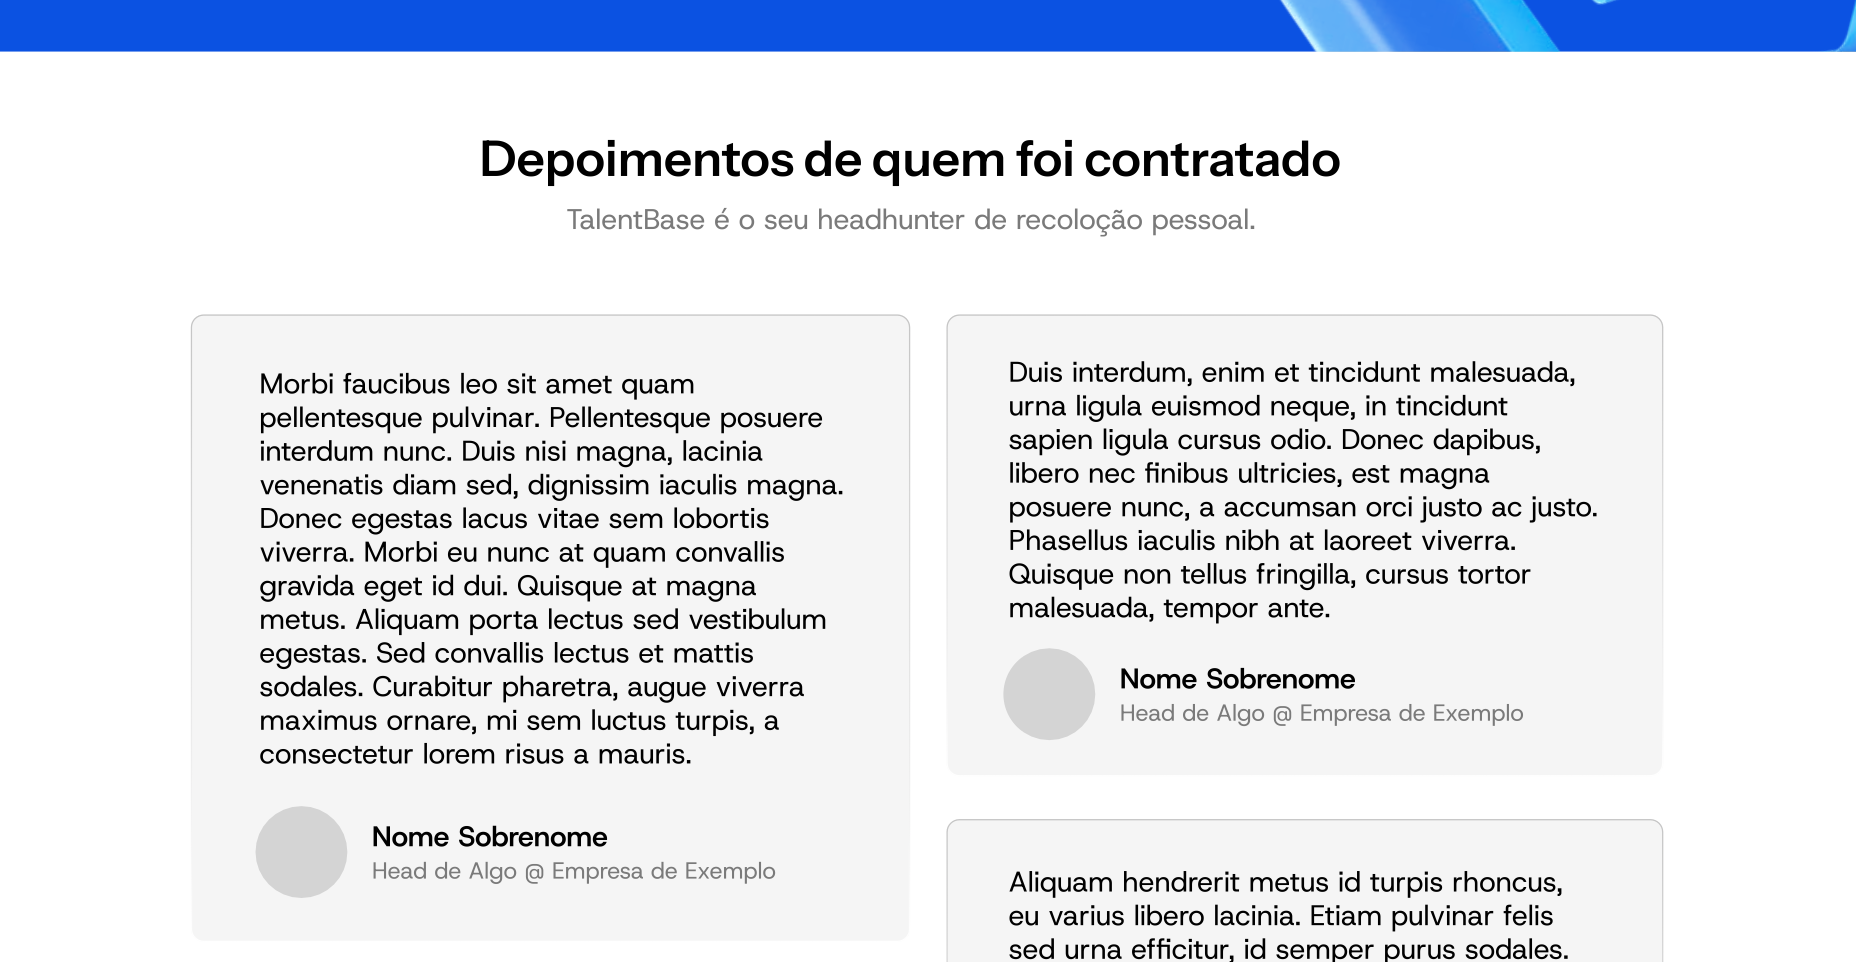 Depoimentos de quem foi contratado
TalentBase é o seu headhunter de recoloção pessoal.
Morbi faucibus leo sit amet quam
pellentesque pulvinar. Pellentesque posuere
interdum nunc. Duis nisi magna, lacinia
venenatis diam sed, dignissim iaculis magna.
Donec egestas lacus vitae sem lobortis
viverra. Morbi eu nunc at quam convallis
gravida eget id dui. Quisque at magna
metus. Aliquam porta lectus sed vestibulum
egestas. Sed convallis lectus et mattis
sodales. Curabitur pharetra, augue viverra
maximus ornare, mi sem luctus turpis, a
consectetur lorem risus a mauris.
Nome Sobrenome
Head de Algo @ Empresa de Exemplo
Duis interdum, enim et tincidunt malesuada,
urna ligula euismod neque, in tincidunt
sapien ligula cursus odio. Donec dapibus,
libero nec finibus ultricies, est magna
posuere nunc, a accumsan orci justo ac justo.
Phasellus iaculis nibh at laoreet viverra.
Quisque non tellus fringilla, cursus tortor
malesuada, tempor ante.
Nome Sobrenome
Head de Algo @ Empresa de Exemplo
Aliquam hendrerit metus id turpis rhoncus,
eu varius libero lacinia. Etiam pulvinar felis
sed urna efficitur, id semper purus sodales.